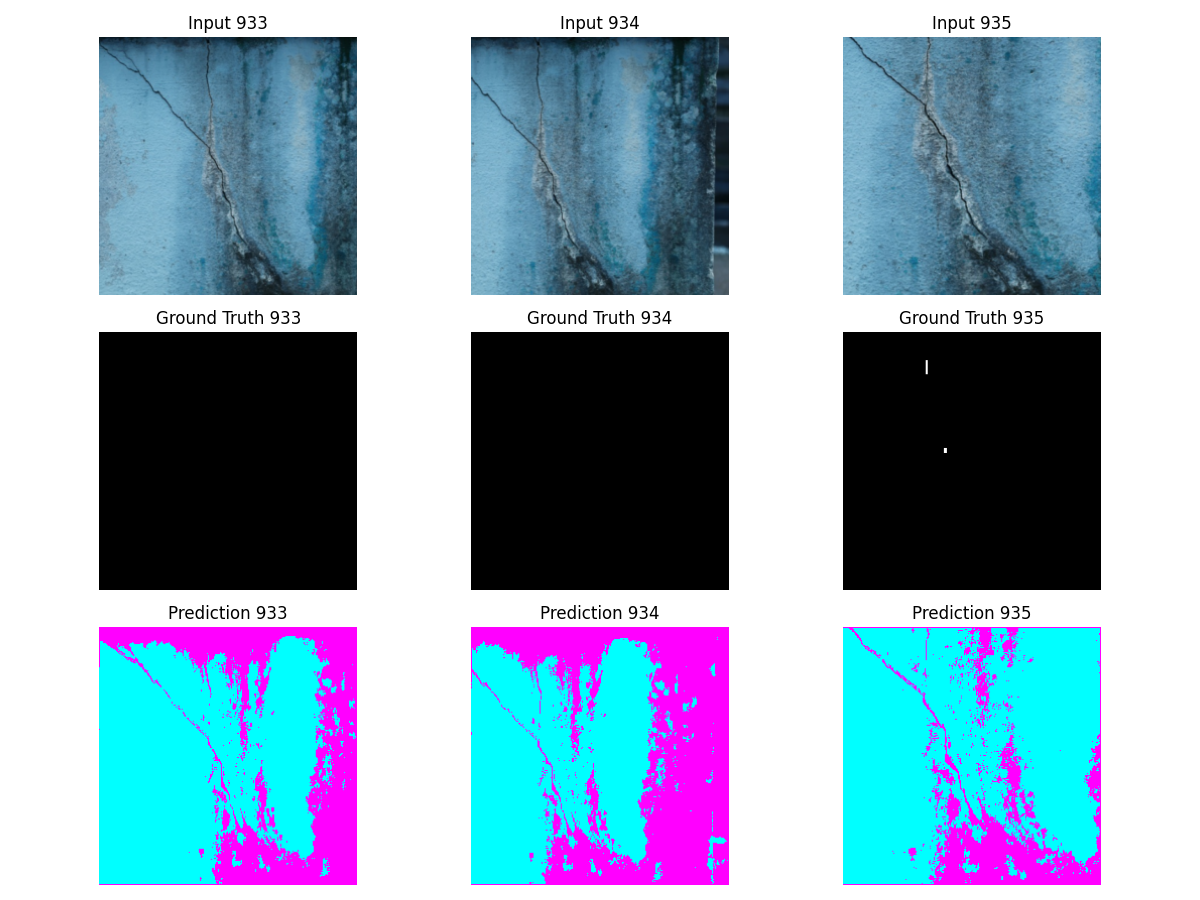 Input 933
Input 934
Input 935
Ground Truth 933
Ground Truth 934
Ground Truth 935
Prediction 933
Prediction 934
Prediction 935